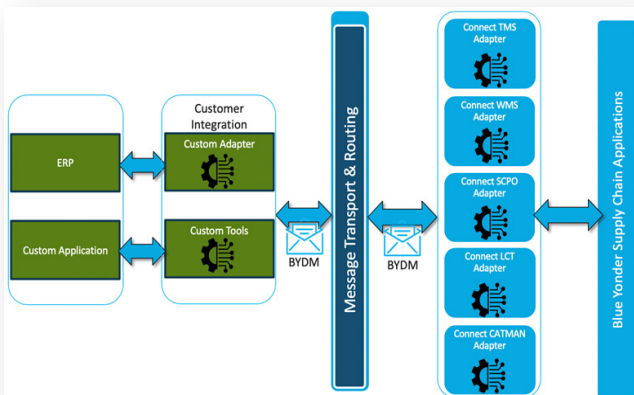 ERP
Custom Application
Customer
Integration
Custom Adapter
Custom Tools
BYDM
Message Transport & Routing
BYDM
Connect TMS
Adapter
Connect WMS
Adapter
Connect SCPO
Adapter
Connect LCT
Adapter
Connect CATMAN
Adapter
Blue Yonder Supply Chain Applications